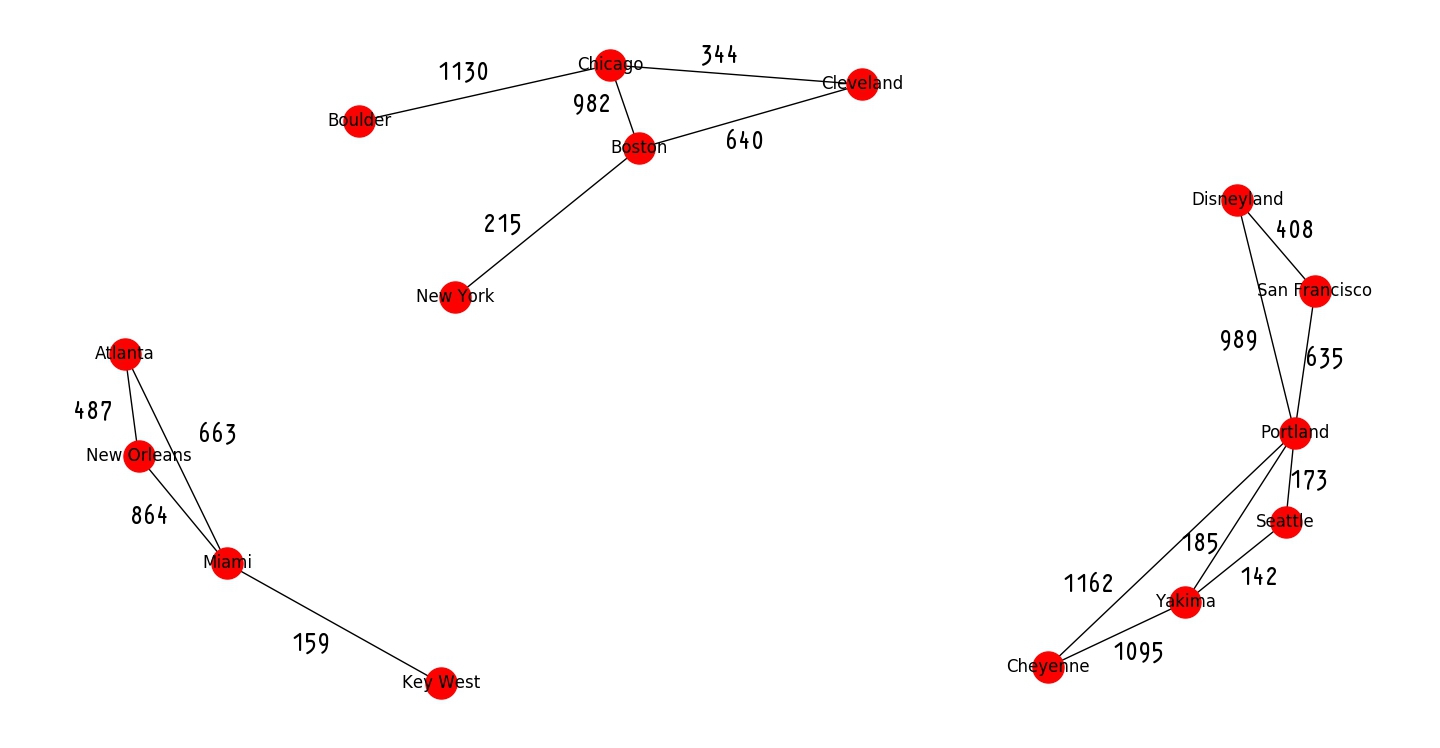 Chicago
344
1130
Cleveland
982
Boulder
640
Boston
Disneyland
215
408
San Francisco
New York
989
Atlanta
635
487
663
Portland
New Orleans
173
864
Seattle
185
Miami
142
1162
Yakima
159
1095
Cheyenne
Key West